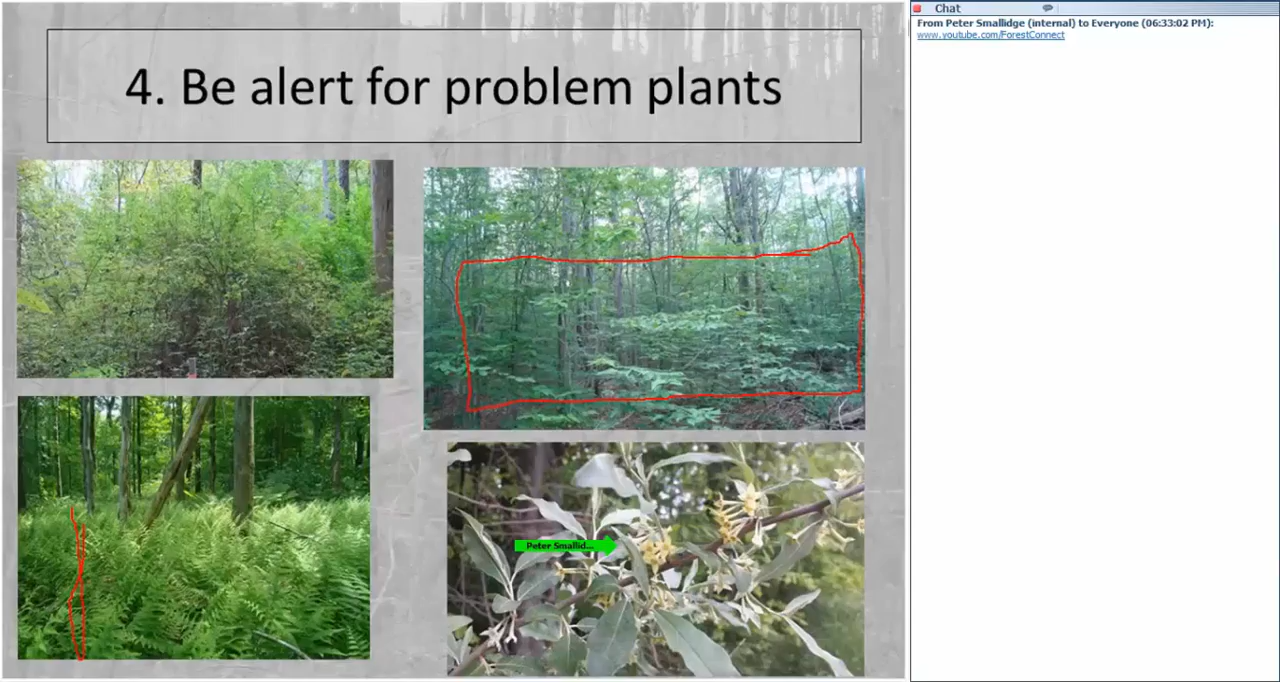 4. Be alert for problem plants
Peter Smallid...
Chat
From Peter Smallidge (internal) to Everyone (06:33:02 PM):
www.youtube.com/ForestConnect